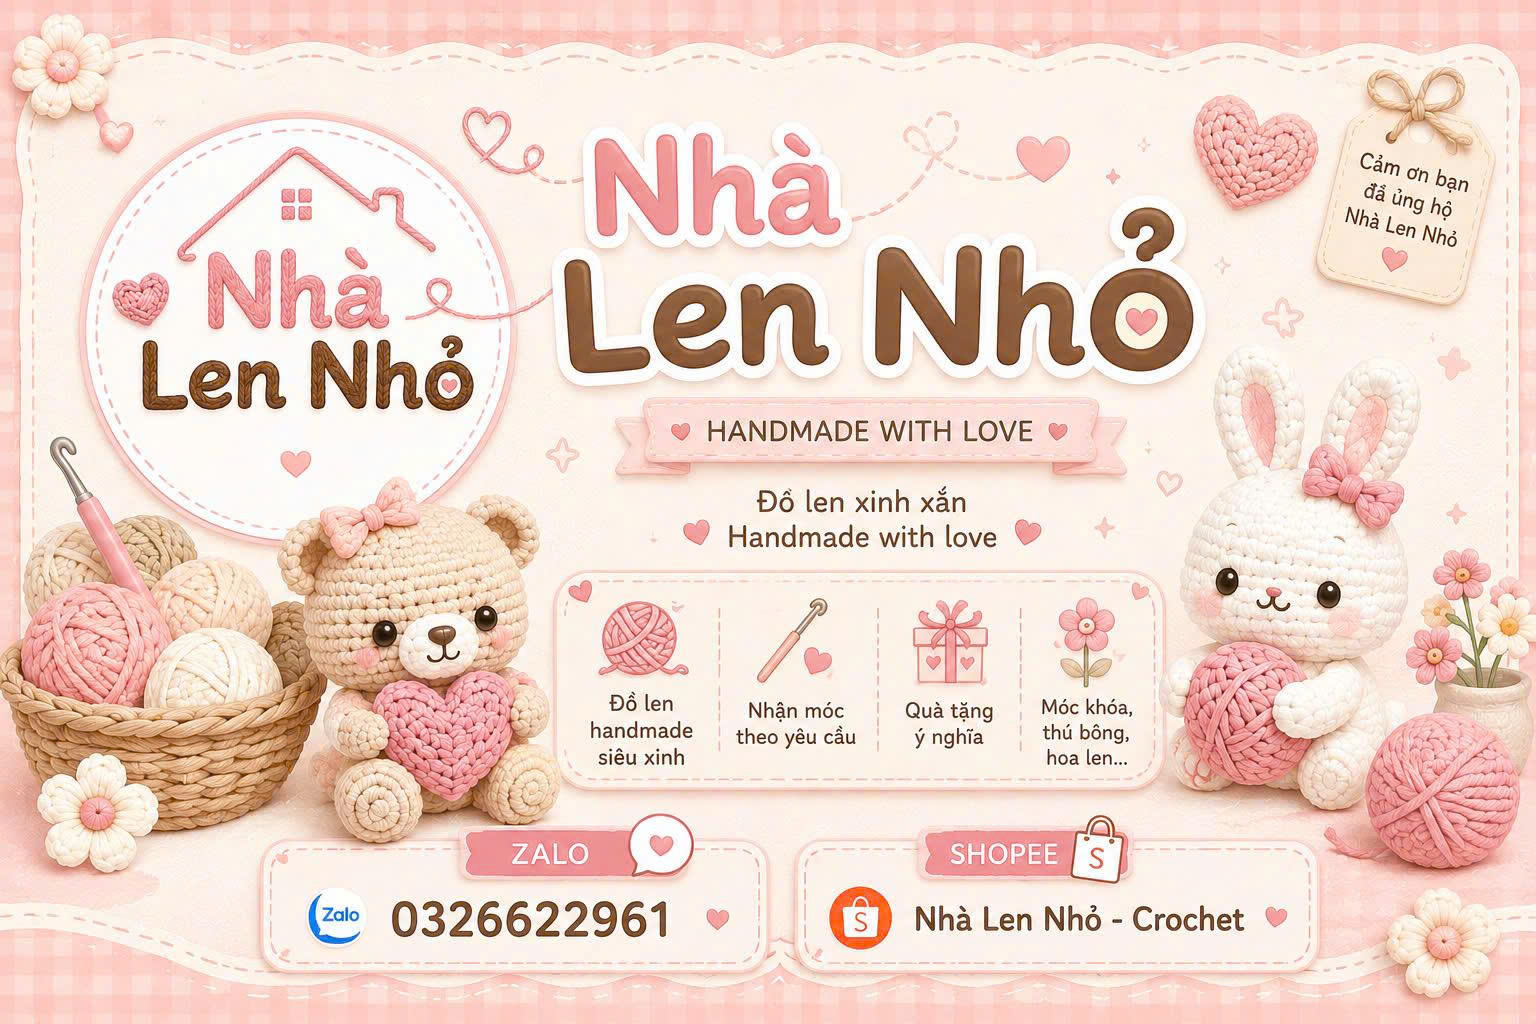 Nhà
Len Nhỏ
Nhà
Len Nhỏ
Cảm ơn bạn
đã ủng hộ
Nhà Len Nhỏ
HANDMADE WITH LOVE
Đồ len xinh xắn
Handmade with love
Đồ len
handmade
siêu xinh
Nhận móc
theo yêu cầu
Quà tặng
ý nghĩa
Móc khóa,
thú bông,
hoa len...
ZALO
Zalo
0326622961
SHOPEE
S
S
Nhà Len Nhỏ - Crochet